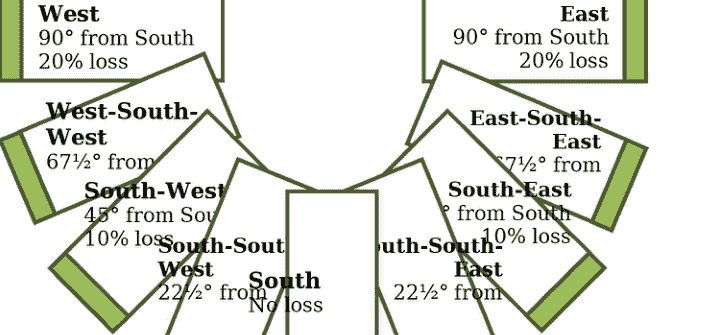 West
90° from South
20% loss
East
90° from South
20% loss
West-South-
West
67½° from
East-South-
East
67½° from
South-West
45° from Sou
10% loss
South-East
° from South
10% loss
South-Sout
West
22½° from
outh-South-
East
22½° from
South
No loss